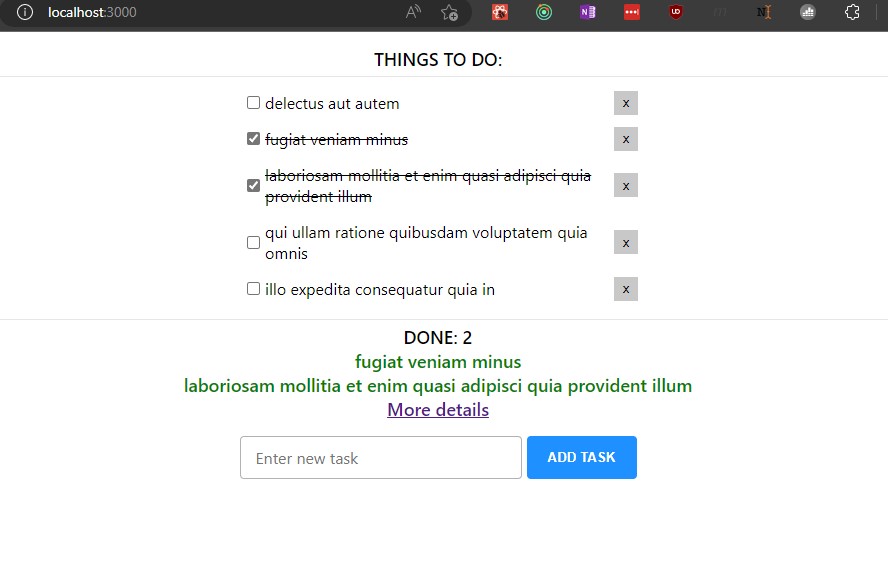 localhost:3000
THINGS TO DO:
delectus aut autem
x
fugiat veniam minus
x
laboriosam mollitia et enim quasi adipisci quia
provident illum
x
qui ullam ratione quibusdam voluptatem quia
omnis
x
illo expedita consequatur quia in
x
DONE: 2
fugiat veniam minus
laboriosam mollitia et enim quasi adipisci quia provident illum
More details
Enter new task
ADD TASK